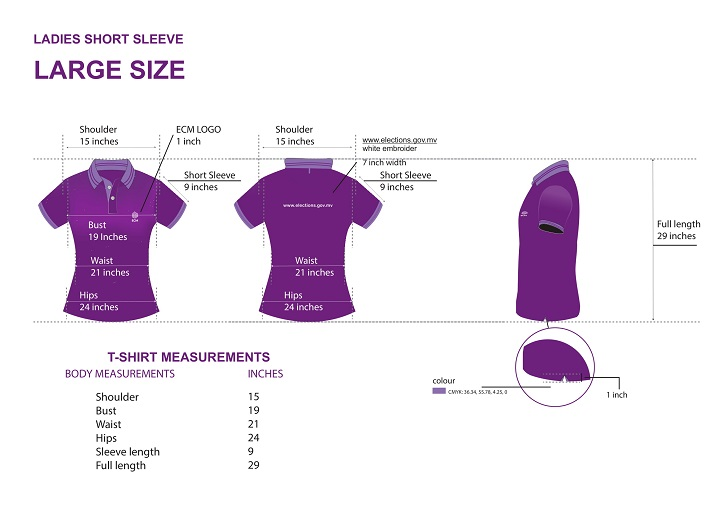 LADIES SHORT SLEEVE
LARGE SIZE
Shoulder
15 inches
ECM LOGO
1 inch
Shoulder
15 inches
www.elections.gov.mv
white embroider
7 inch width
Short Sleeve
9 inches
Short Sleeve
9 inches
www.elections.gov.mv
ECM
Bust
19 Inches
Full length
29 inches
Waist
21 inches
Waist
21 inches
Hips
24 inches
Hips
24 inches
T-SHIRT MEASUREMENTS
BODY MEASUREMENTS INCHES
Shoulder 15
Bust 19
Waist 21
Hips 24
Sleeve length 9
Full length 29
colour
CMYK: 36.34, 55.78, 4.25, 0
1 inch